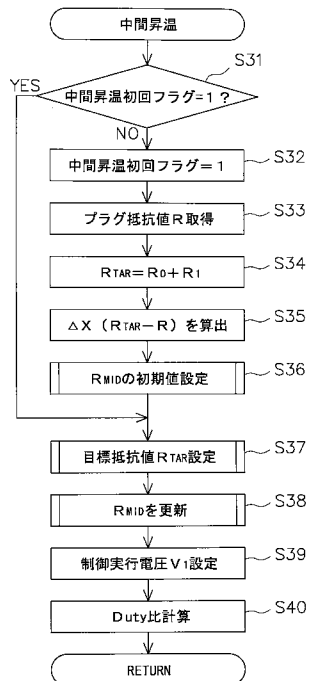 中間昇温
S31
YES
中間昇温初回フラグ=1?
NO
中間昇温初回フラグ=1
S32
プラグ抵抗値R取得
S33
RTAR=R0+R1
S34
△X(RTAR-R)を算出
S35
RMIDの初期値設定
S36
目標抵抗値RTAR設定
S37
RMIDを更新
S38
制御実行電圧V1設定
S39
Duty比計算
S40
RETURN